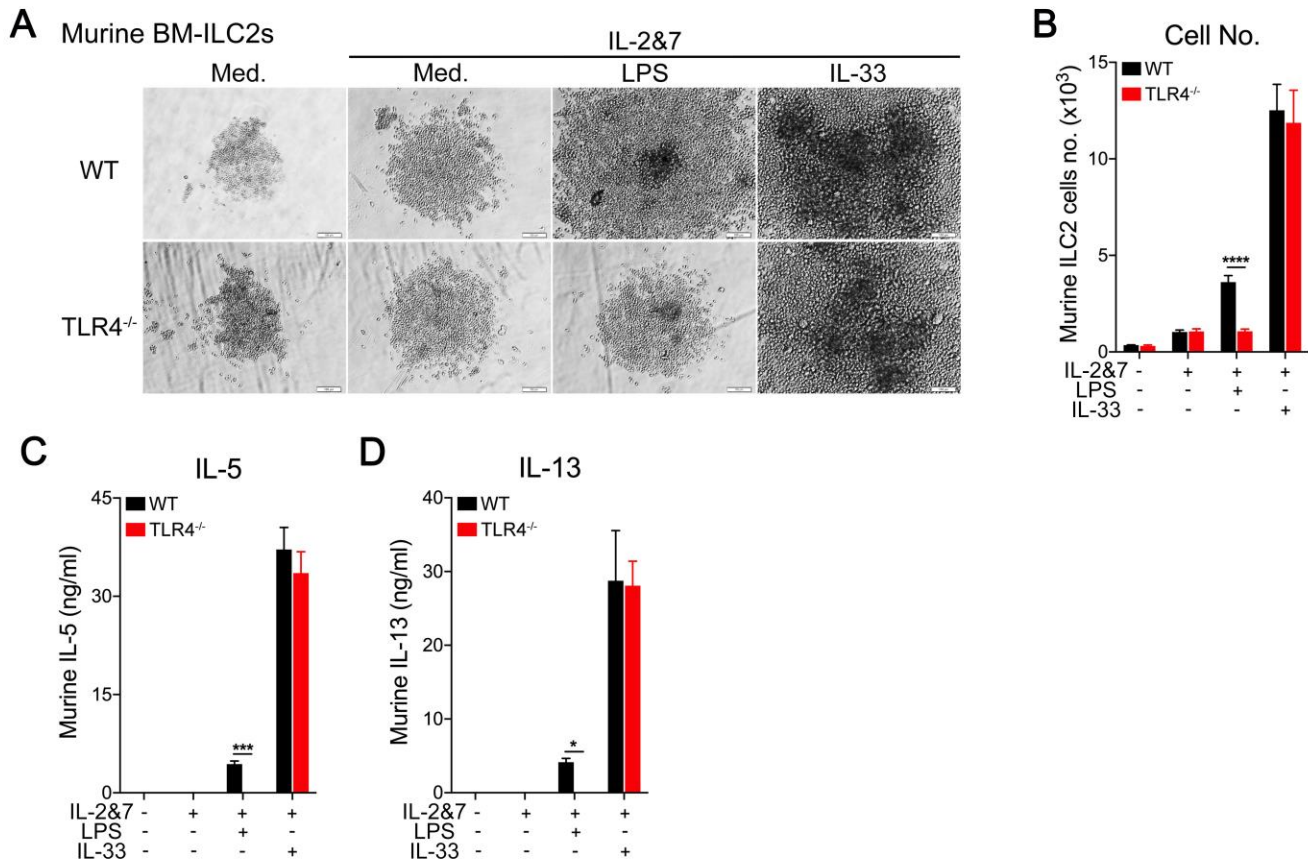 A Murine BM-ILC2s
IL-2&7
Med. Med. LPS IL-33
WT
TLR4-/-
B Cell No.
WT
TLR4-/-
Murine ILC2 cells no. (x10³)
15
10
5
0
****
IL-2&7 - + + +
LPS - - + -
IL-33 - - - +
C IL-5
WT
TLR4-/-
Murine IL-5 (ng/ml)
45
30
15
0
***
IL-2&7 - + + +
LPS - - + -
IL-33 - - - +
D IL-13
WT
TLR4-/-
Murine IL-13 (ng/ml)
40
30
20
10
0
*
IL-2&7 - + + +
LPS - - + -
IL-33 - - - +